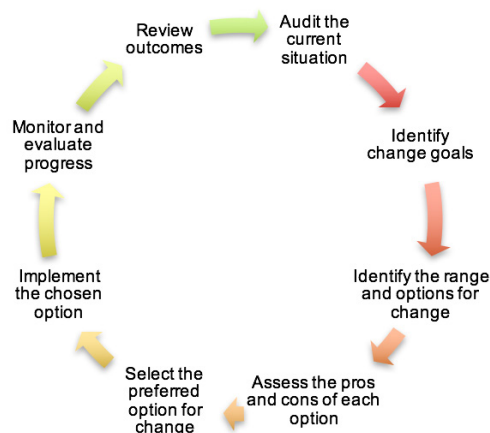 Audit the
current
situation
Identify
change goals
Identify the range
and options for
change
Assess the pros
and cons of each
option
Select the
preferred
option for
change
Implement
the chosen
option
Monitor and
evaluate
progress
Review
outcomes